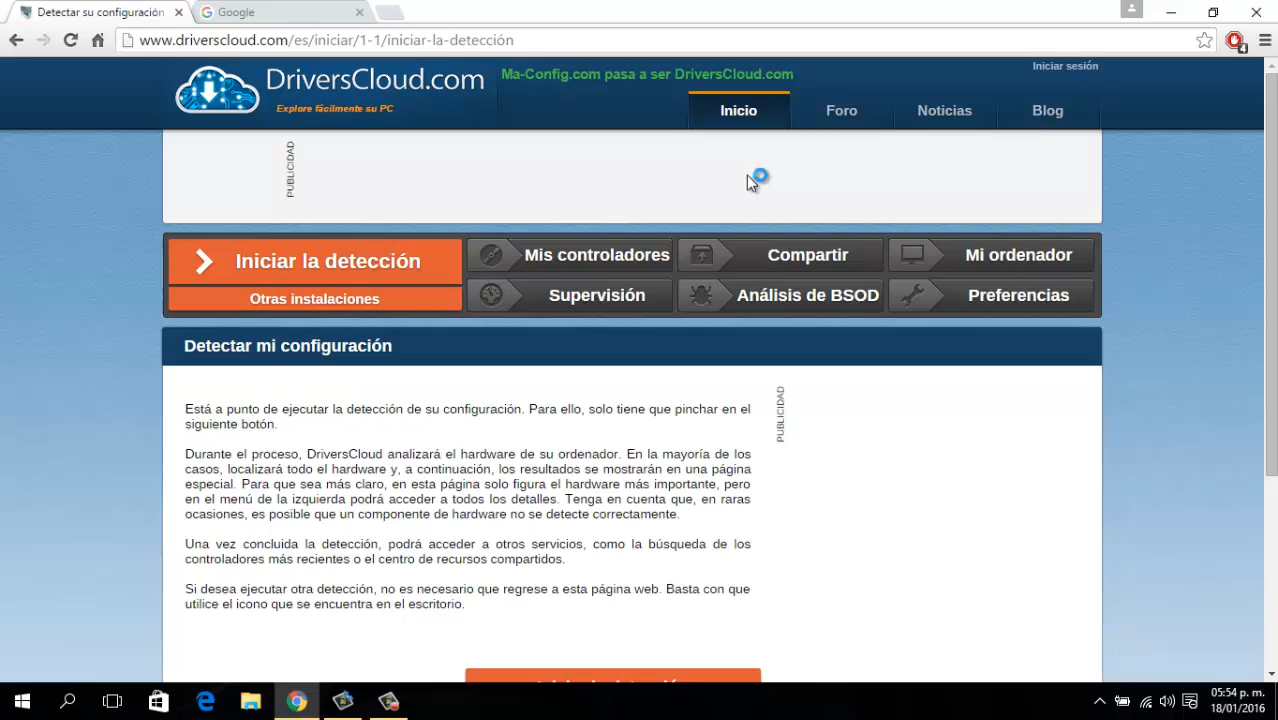 Detectar su configuración
Google
www.driverscloud.com/es/iniciar/1-1/iniciar-la-detección
4
DriversCloud.com
Explore fácilmente su PC
Ma-Config.com pasa a ser DriversCloud.com
Iniciar sesión
Inicio
Foro
Noticias
Blog
PUBLICIDAD
Iniciar la detección
Otras instalaciones
Mis controladores
Compartir
Mi ordenador
Supervisión
Análisis de BSOD
Preferencias
Detectar mi configuración
Está a punto de ejecutar la detección de su configuración. Para ello, solo tiene que pinchar en el
siguiente botón.
Durante el proceso, DriversCloud analizará el hardware de su ordenador. En la mayoría de los
casos, localizará todo el hardware y, a continuación, los resultados se mostrarán en una página
especial. Para que sea más claro, en esta página solo figura el hardware más importante, pero
en el menú de la izquierda podrá acceder a todos los detalles. Tenga en cuenta que, en raras
ocasiones, es posible que un componente de hardware no se detecte correctamente.
Una vez concluida la detección, podrá acceder a otros servicios, como la búsqueda de los
controladores más recientes o el centro de recursos compartidos.
Si desea ejecutar otra detección, no es necesario que regrese a esta página web. Basta con que
utilice el icono que se encuentra en el escritorio.
PUBLICIDAD
05:54 p. m.
18/01/2016